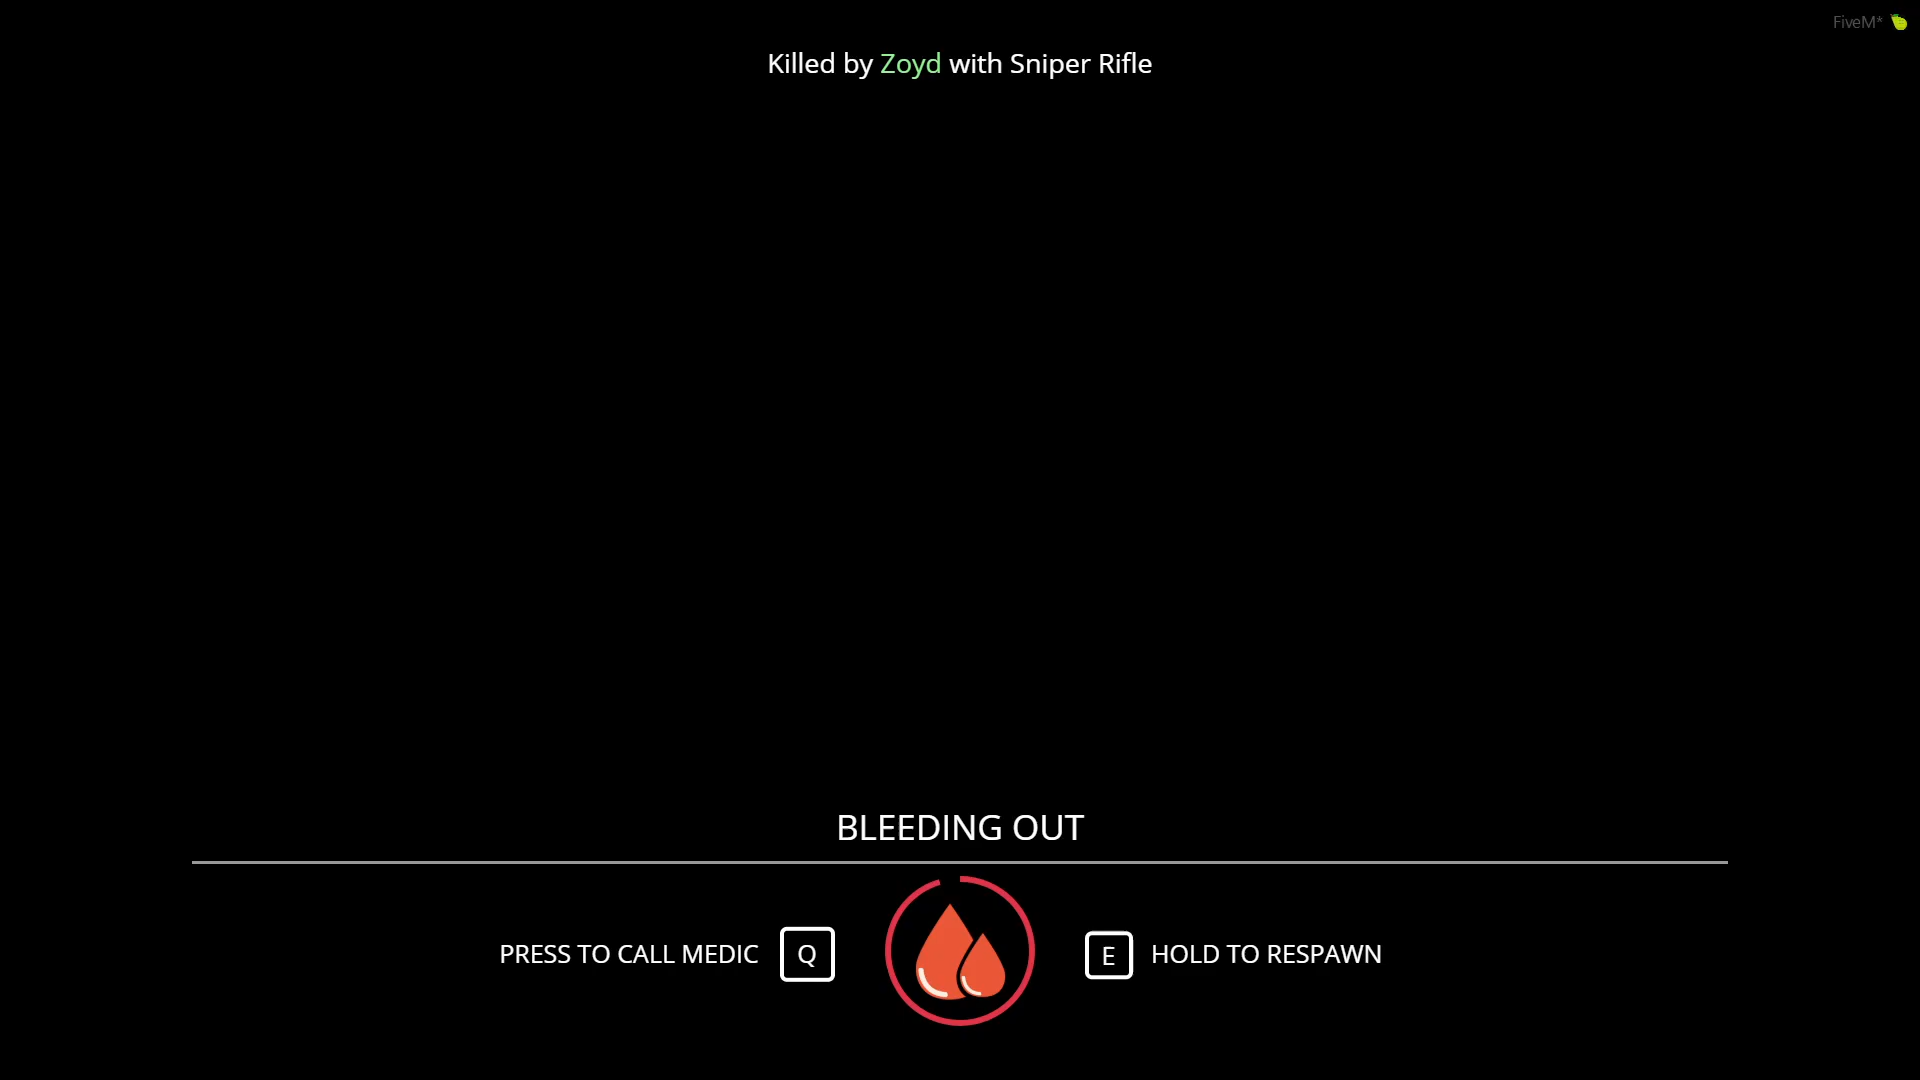 FiveM*
Killed by Zoyd with Sniper Rifle
BLEEDING OUT
PRESS TO CALL MEDIC Q E HOLD TO RESPAWN